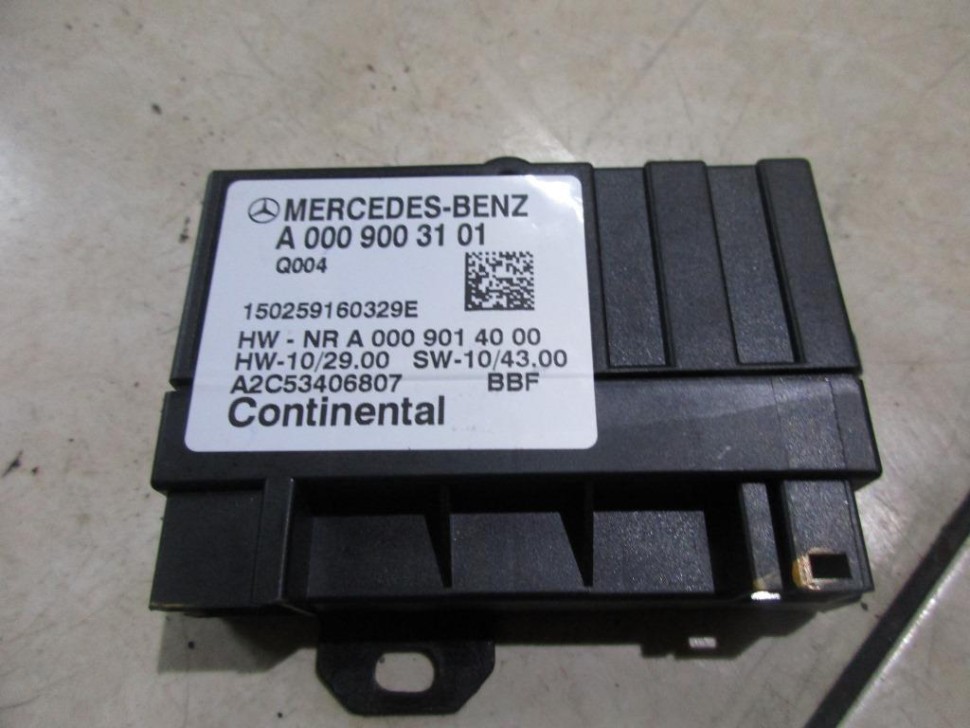 MERCEDES-BENZ
A 000 900 31 01
Q004
150259160329E
HW - NR A 000 901 40 00
HW-10/29.00 SW-10/43.00
A2C53406807 BBF
Continental